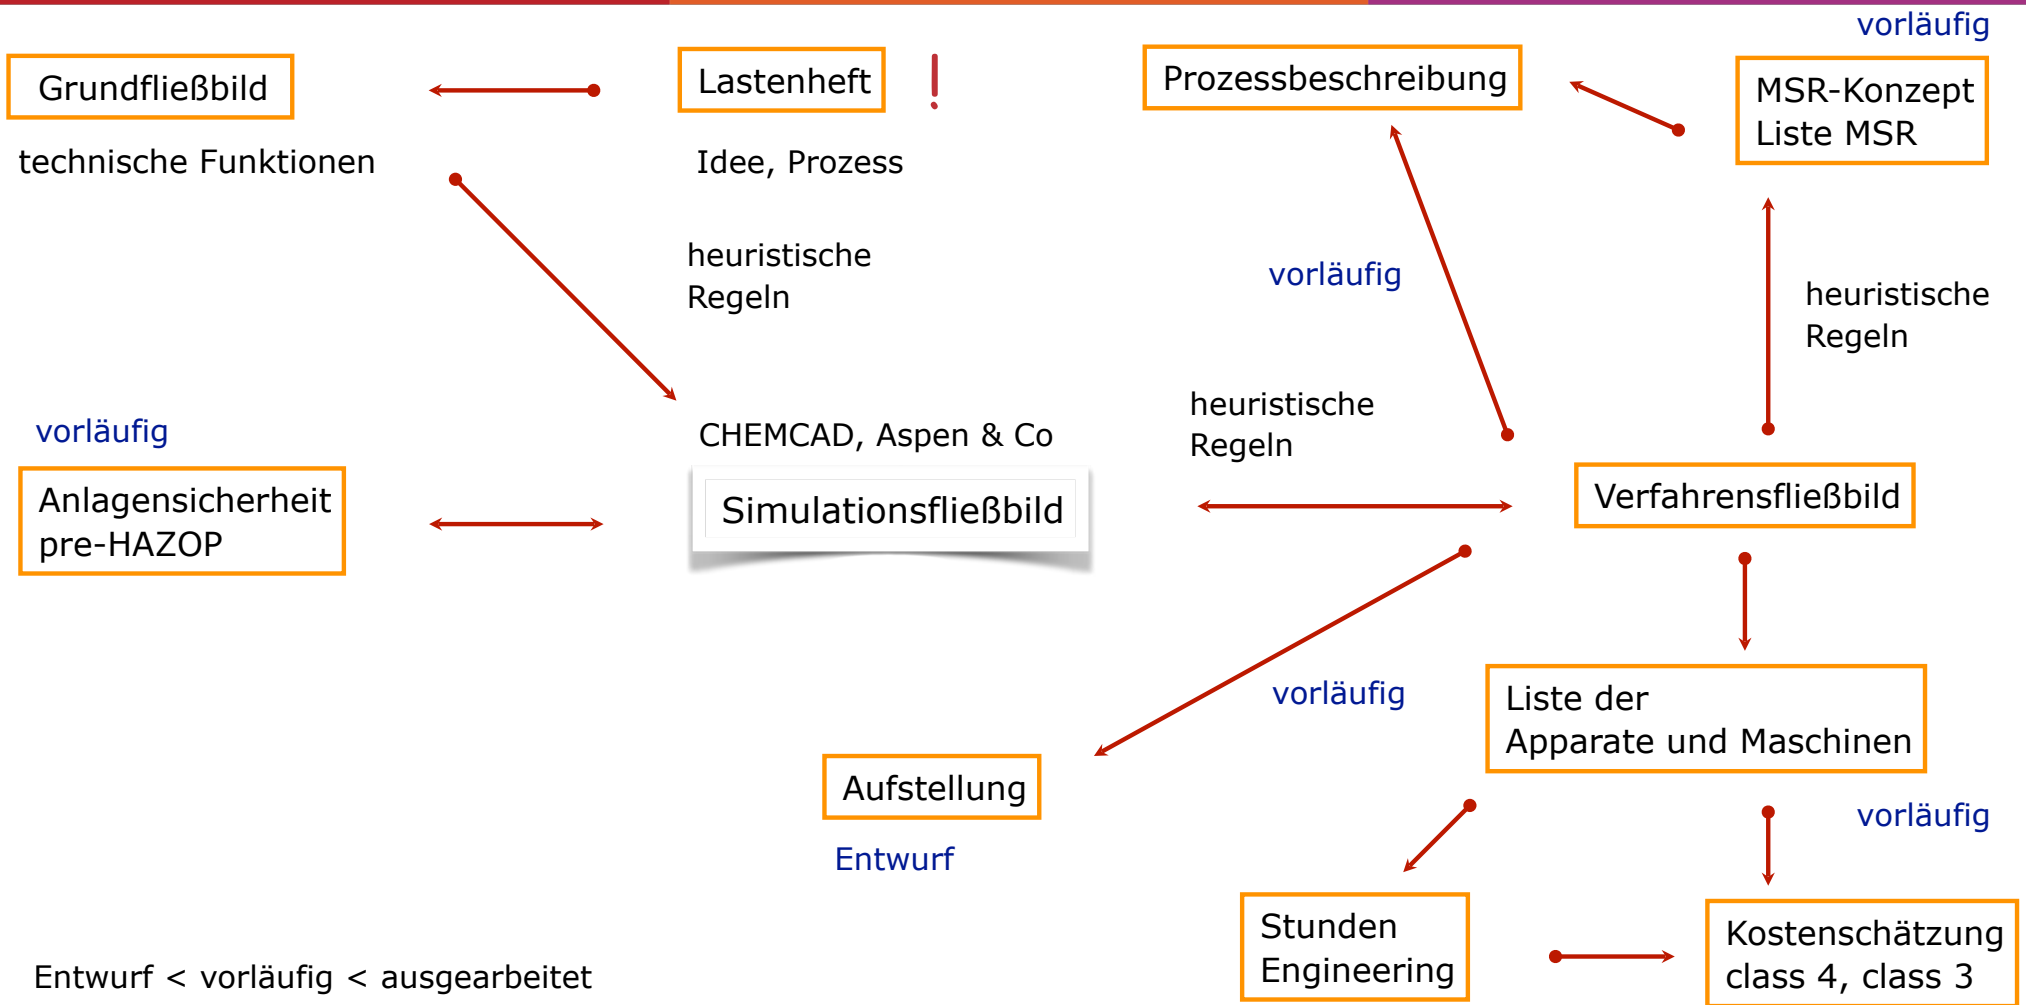 vorläufig
Grundfließbild
Lastenheft
!
Prozessbeschreibung
MSR-Konzept
Liste MSR
technische Funktionen
Idee, Prozess
heuristische
Regeln
vorläufig
heuristische
Regeln
heuristische
Regeln
vorläufig
CHEMCAD, Aspen & Co
Anlagensicherheit
pre-HAZOP
Simulationsfließbild
Verfahrensfließbild
vorläufig
Liste der
Apparate und Maschinen
Aufstellung
Entwurf
vorläufig
Stunden
Engineering
Kostenschätzung
class 4, class 3
Entwurf < vorläufig < ausgearbeitet